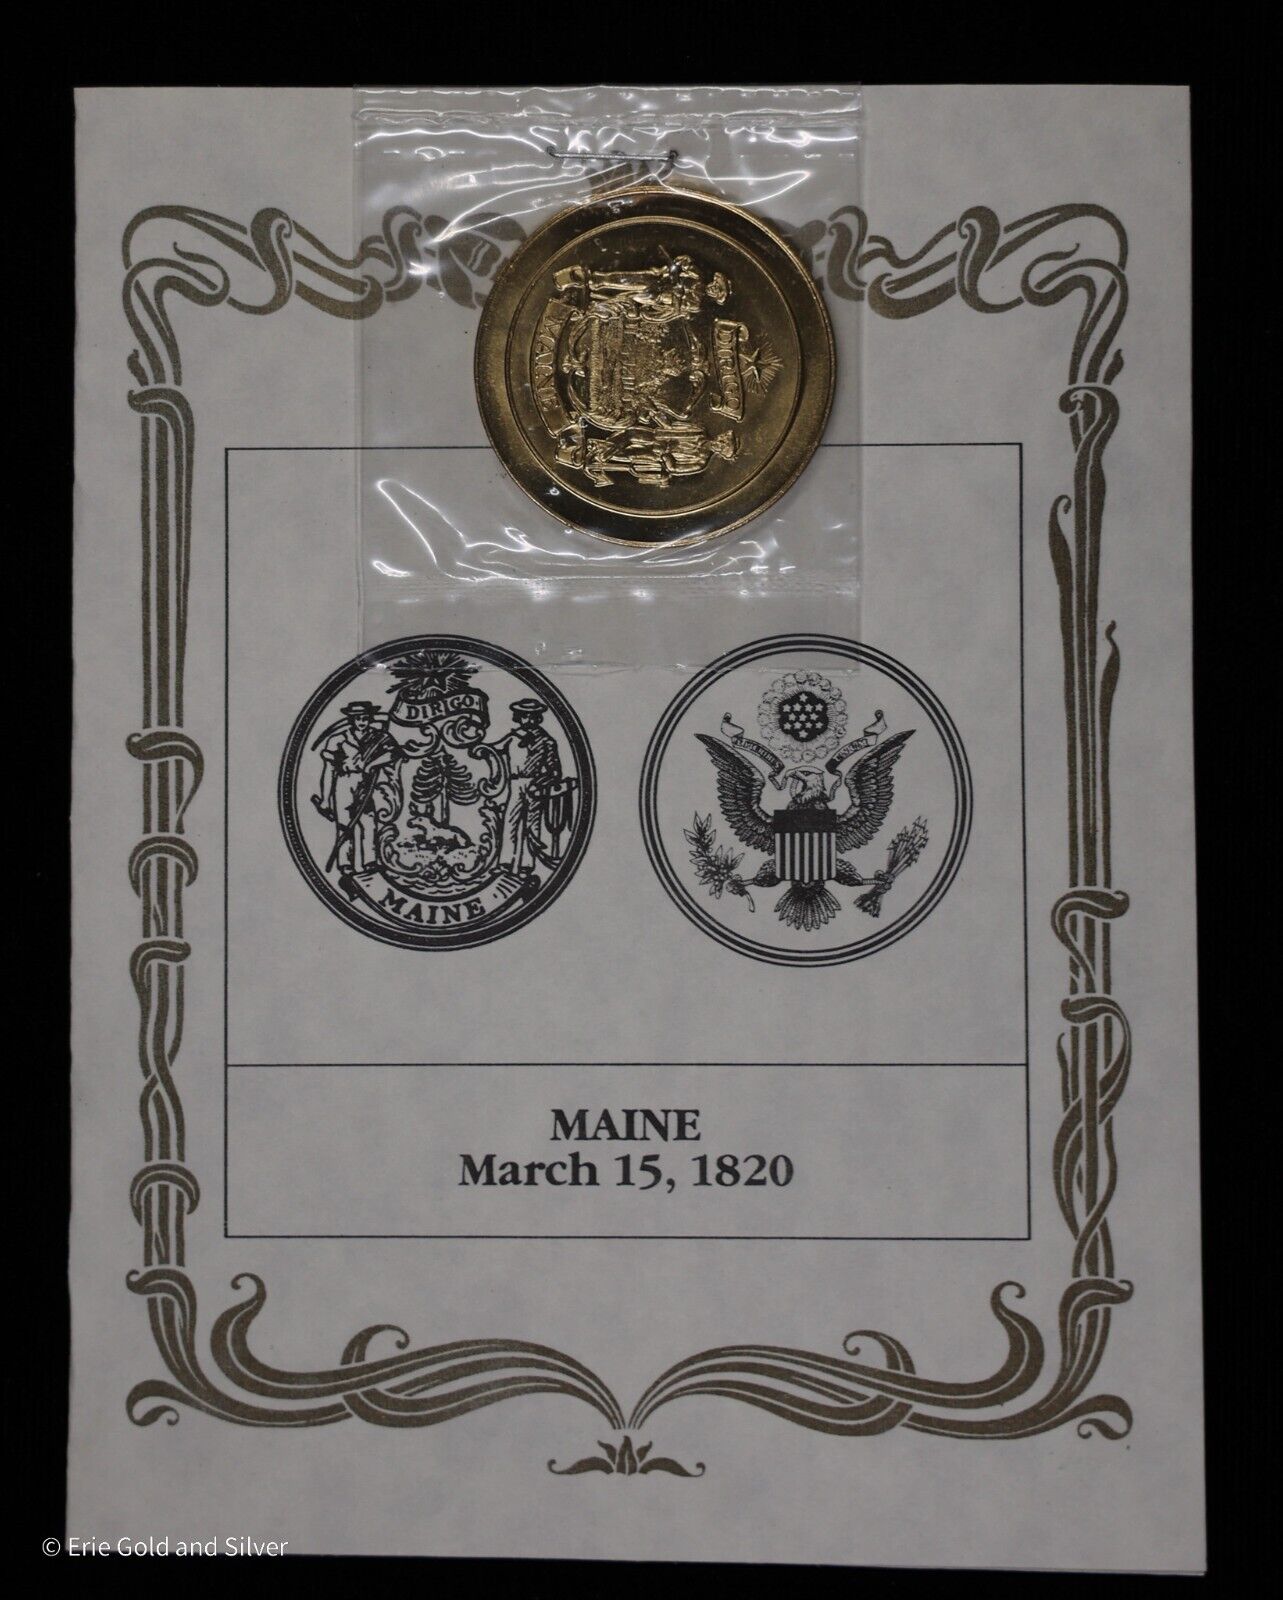 DIRIGO
MAINE
DIRIGO
MAINE
MAINE
March 15, 1820
© Erie Gold and Silver